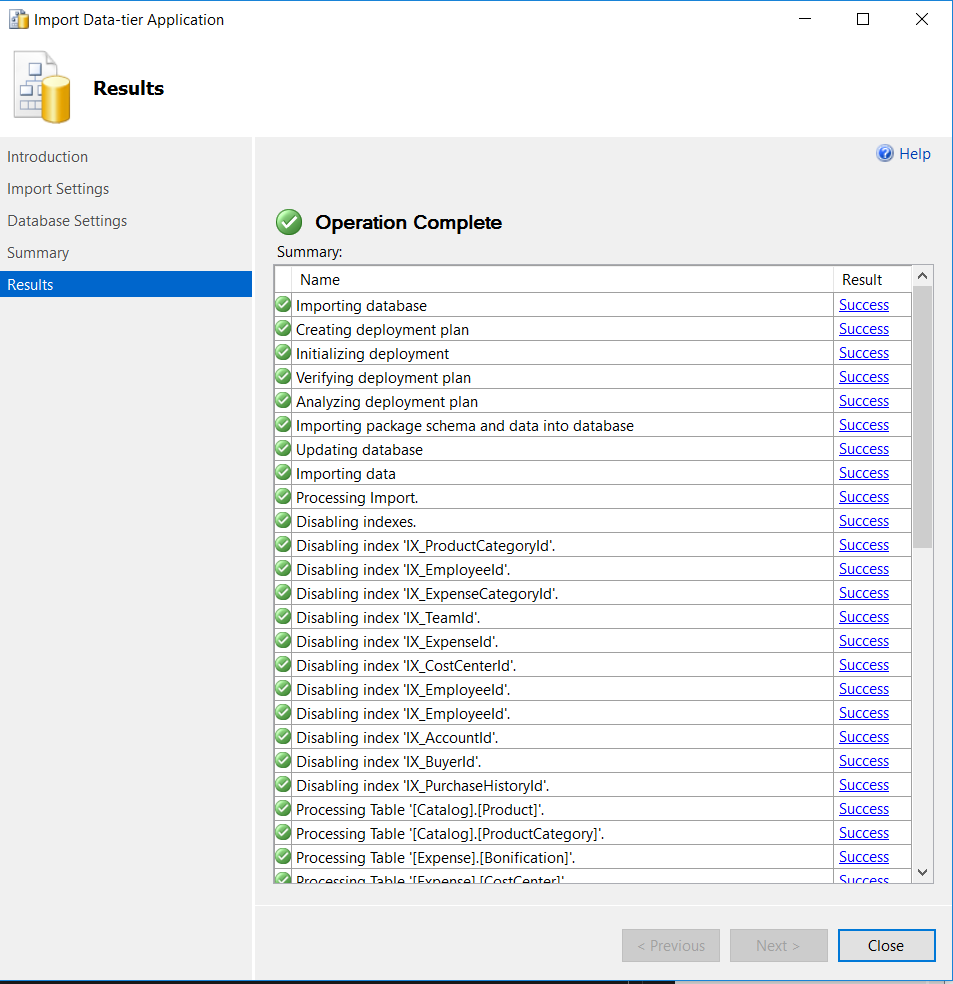 Import Data-tier Application
Results
Introduction
Import Settings
Database Settings
Summary
Results
Help
Operation Complete
Summary:
Name Result
Importing database Success
Creating deployment plan Success
Initializing deployment Success
Verifying deployment plan Success
Analyzing deployment plan Success
Importing package schema and data into database Success
Updating database Success
Importing data Success
Processing Import. Success
Disabling indexes. Success
Disabling index 'IX_ProductCategoryId'. Success
Disabling index 'IX_EmployeeId'. Success
Disabling index 'IX_ExpenseCategoryId'. Success
Disabling index 'IX_TeamId'. Success
Disabling index 'IX_ExpenseId'. Success
Disabling index 'IX_CostCenterId'. Success
Disabling index 'IX_EmployeeId'. Success
Disabling index 'IX_EmployeeId'. Success
Disabling index 'IX_AccountId'. Success
Disabling index 'IX_BuyerId'. Success
Disabling index 'IX_PurchaseHistoryId'. Success
Processing Table '[Catalog].[Product]'. Success
Processing Table '[Catalog].[ProductCategory]'. Success
Processing Table '[Expense].[Bonification]'. Success
Processing Table '[Expense].[CostCenter]' Success
< Previous
Next >
Close